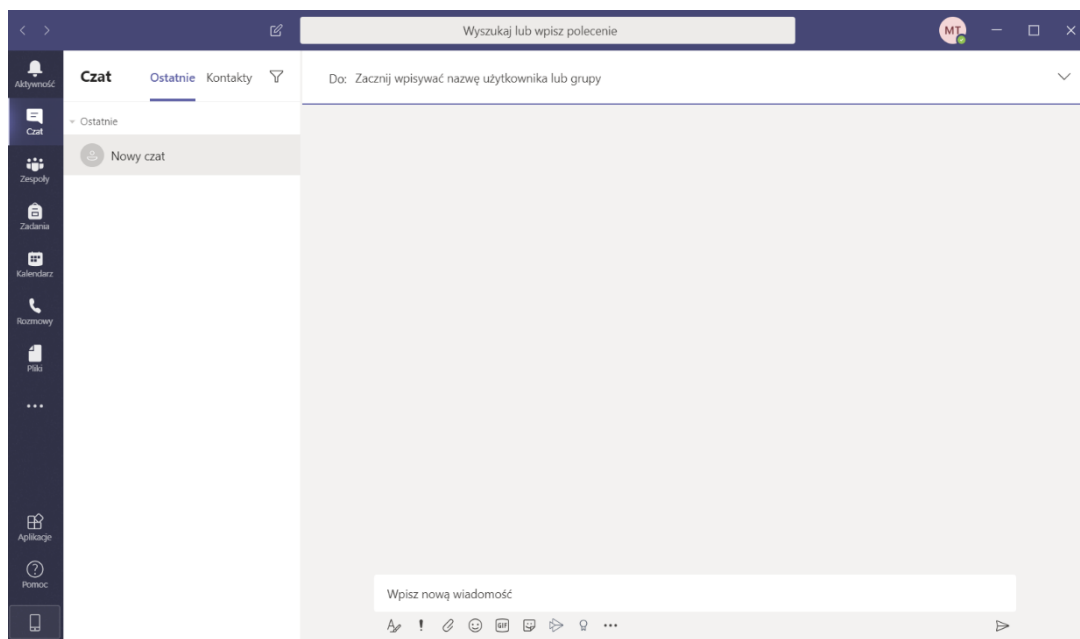 Wyszukaj lub wpisz polecenie
MT
Aktywność
Czat
Zespoły
Zadania
Kalendarz
Rozmowy
Pliki
Aplikacje
Pomoc
Czat Ostatnie Kontakty
Ostatnie
Nowy czat
Do: Zacznij wpisywać nazwę użytkownika lub grupy
Wpisz nową wiadomość
GIF